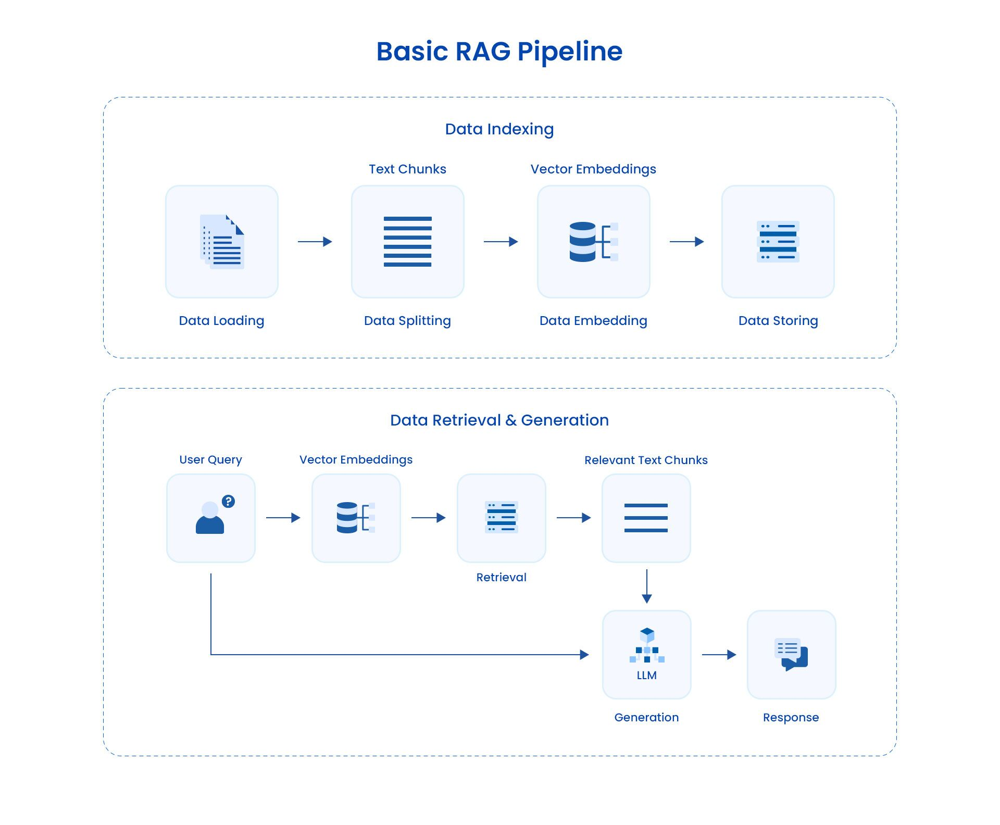 Basic RAG Pipeline
Data Indexing
Text Chunks
Vector Embeddings
Data Loading
Data Splitting
Data Embedding
Data Storing
Data Retrieval & Generation
User Query
Vector Embeddings
Relevant Text Chunks
?
Retrieval
LLM
Generation
Response